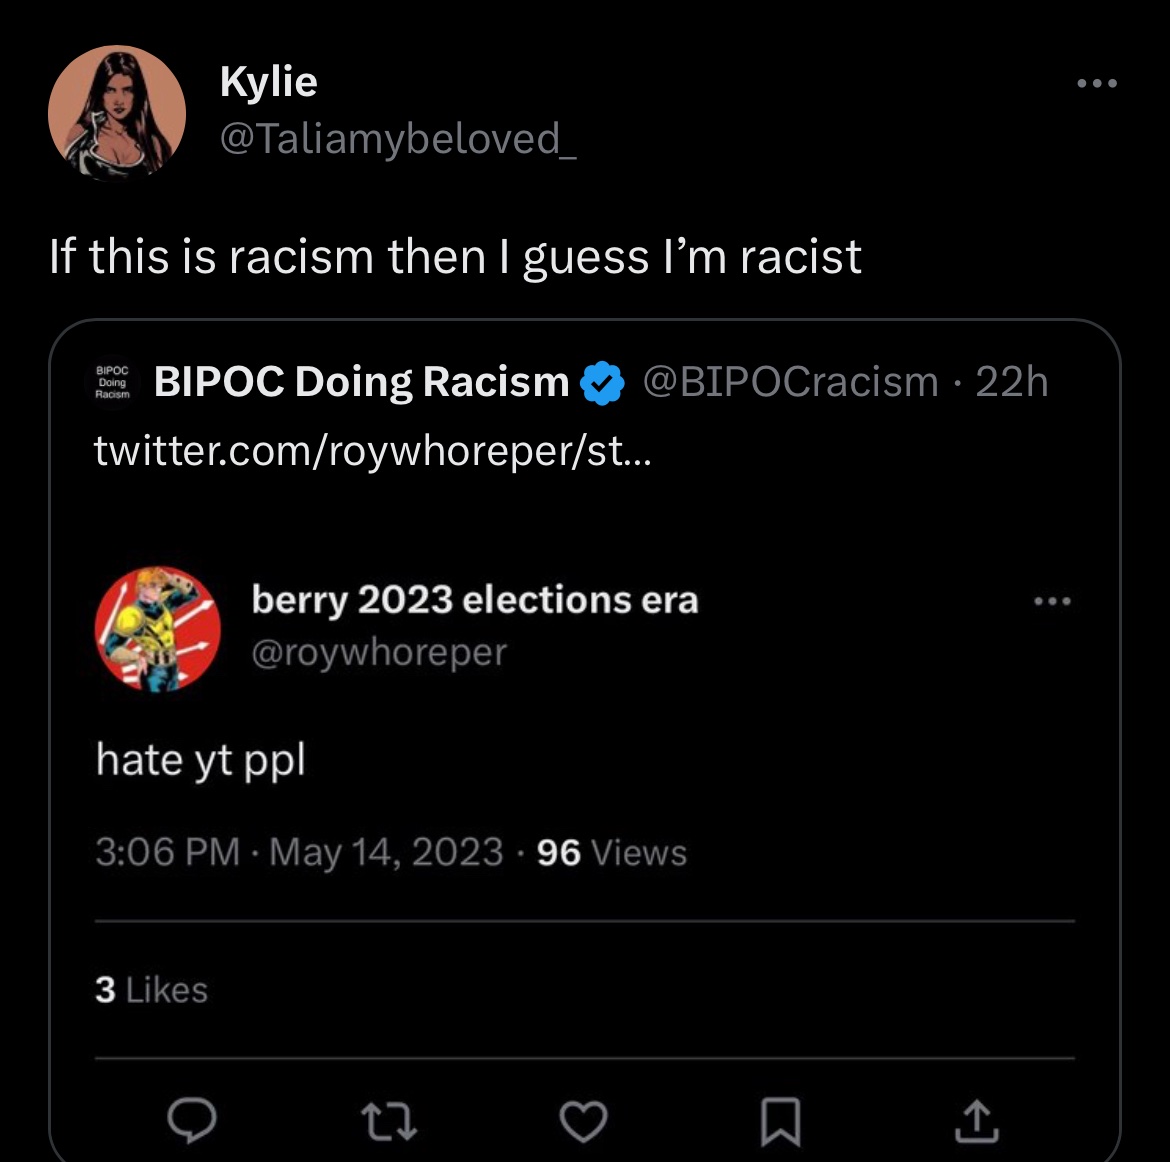 Kylie
@Taliamybeloved_
If this is racism then I guess I’m racist
BIPOC
Doing
Racism
BIPOC Doing Racism @BIPOCracism · 22h
twitter.com/roywhoreper/st...
berry 2023 elections era
@roywhoreper
hate yt ppl
3:06 PM · May 14, 2023 · 96 Views
3 Likes